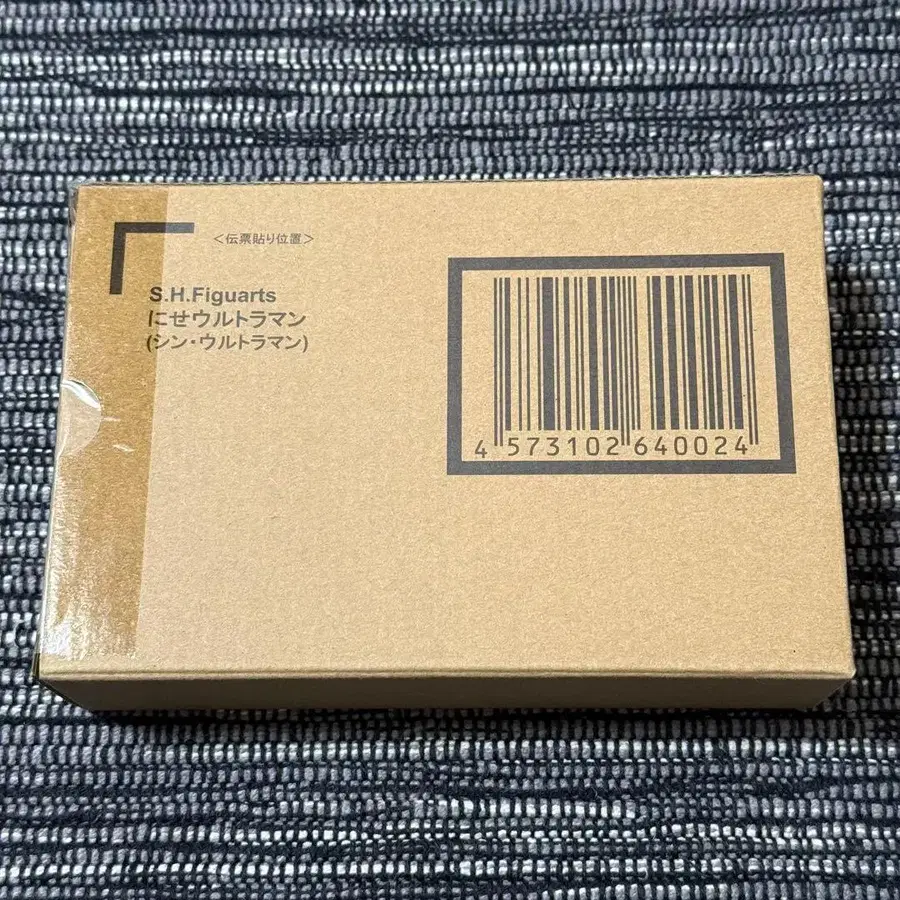 <伝票貼り位置>
S.H.Figuarts
にせウルトラマン
(シン・ウルトラマン)
4 573102 640024